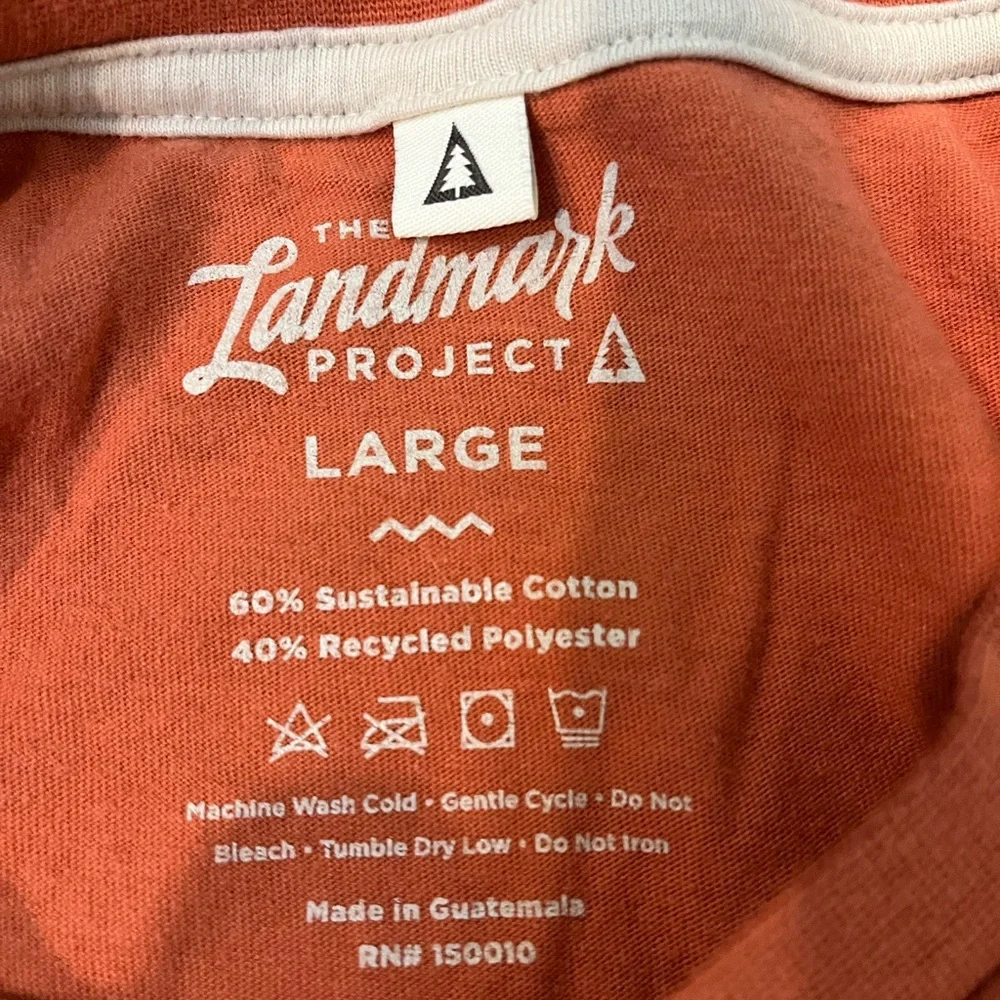 THE
Landmark
PROJECT
LARGE
60% Sustainable Cotton
40% Recycled Polyester
Machine Wash Cold • Gentle Cycle • Do Not
Bleach • Tumble Dry Low • Do Not Iron
Made in Guatemala
RN# 150010